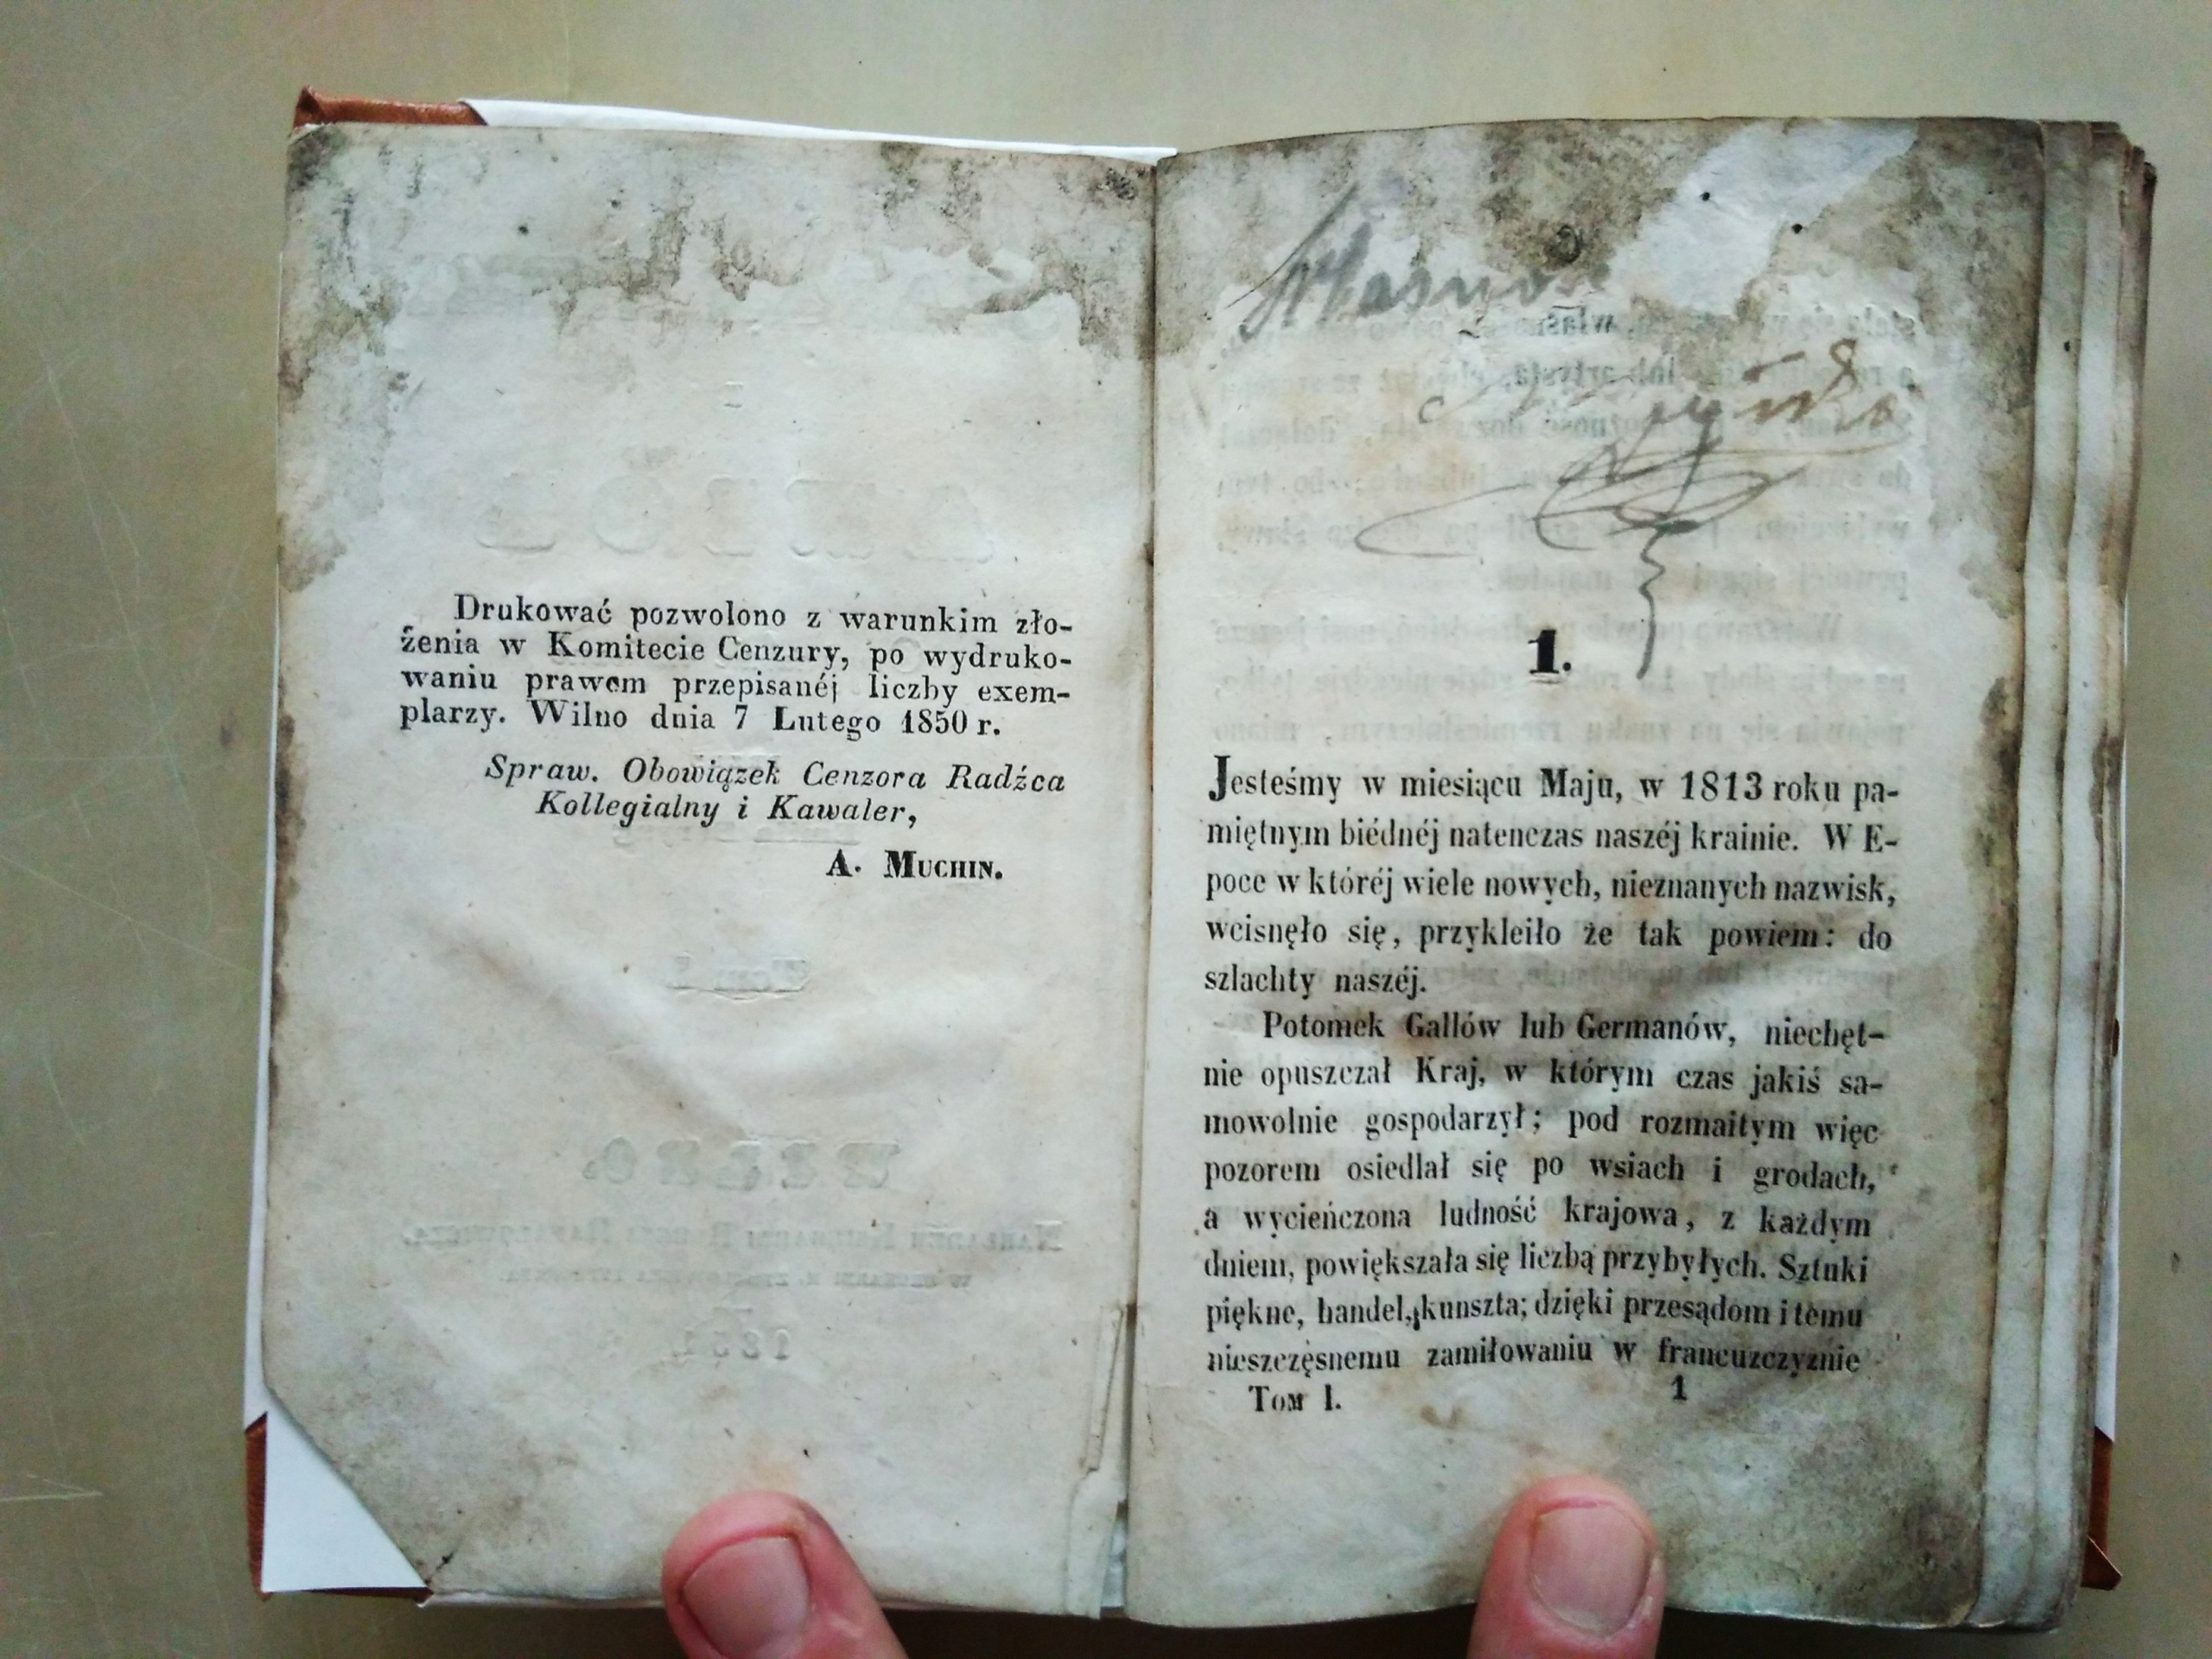 Drukować pozwolono z warunkim zło-
żenia w Komitecie Cenzury, po wydruko-
waniu prawem przepisanéj liczby exem-
plarzy. Wilno dnia 7 Lutego 1850 r.
Spraw. Obowiązek Cenzora Radźca
Kollegialny i Kawaler,
A. MUCHIN.
1.
Jesteśmy w miesiącu Maju, w 1813 roku pa-
miętnym biédnéj natenczas naszéj krainie. W E-
poce w któréj wiele nowych, nieznanych nazwisk,
wcisnęło się, przykleiło że tak powiem: do
szlachty naszéj.
Potomek Gallów lub Germanów, niechęt-
nie opuszczał Kraj, w którym czas jakiś sa-
mowolnie gospodarzył; pod rozmaitym więc
pozorem osiedlał się po wsiach i grodach,
a wycieńczona ludność krajowa, z każdym
dniem, powiększała się liczbą przybyłych. Sztuki
piękne, handel, kunszta; dzięki przesądom i temu
nieszczęsnemu zamiłowaniu w francuzczyznie
TOM I. 1